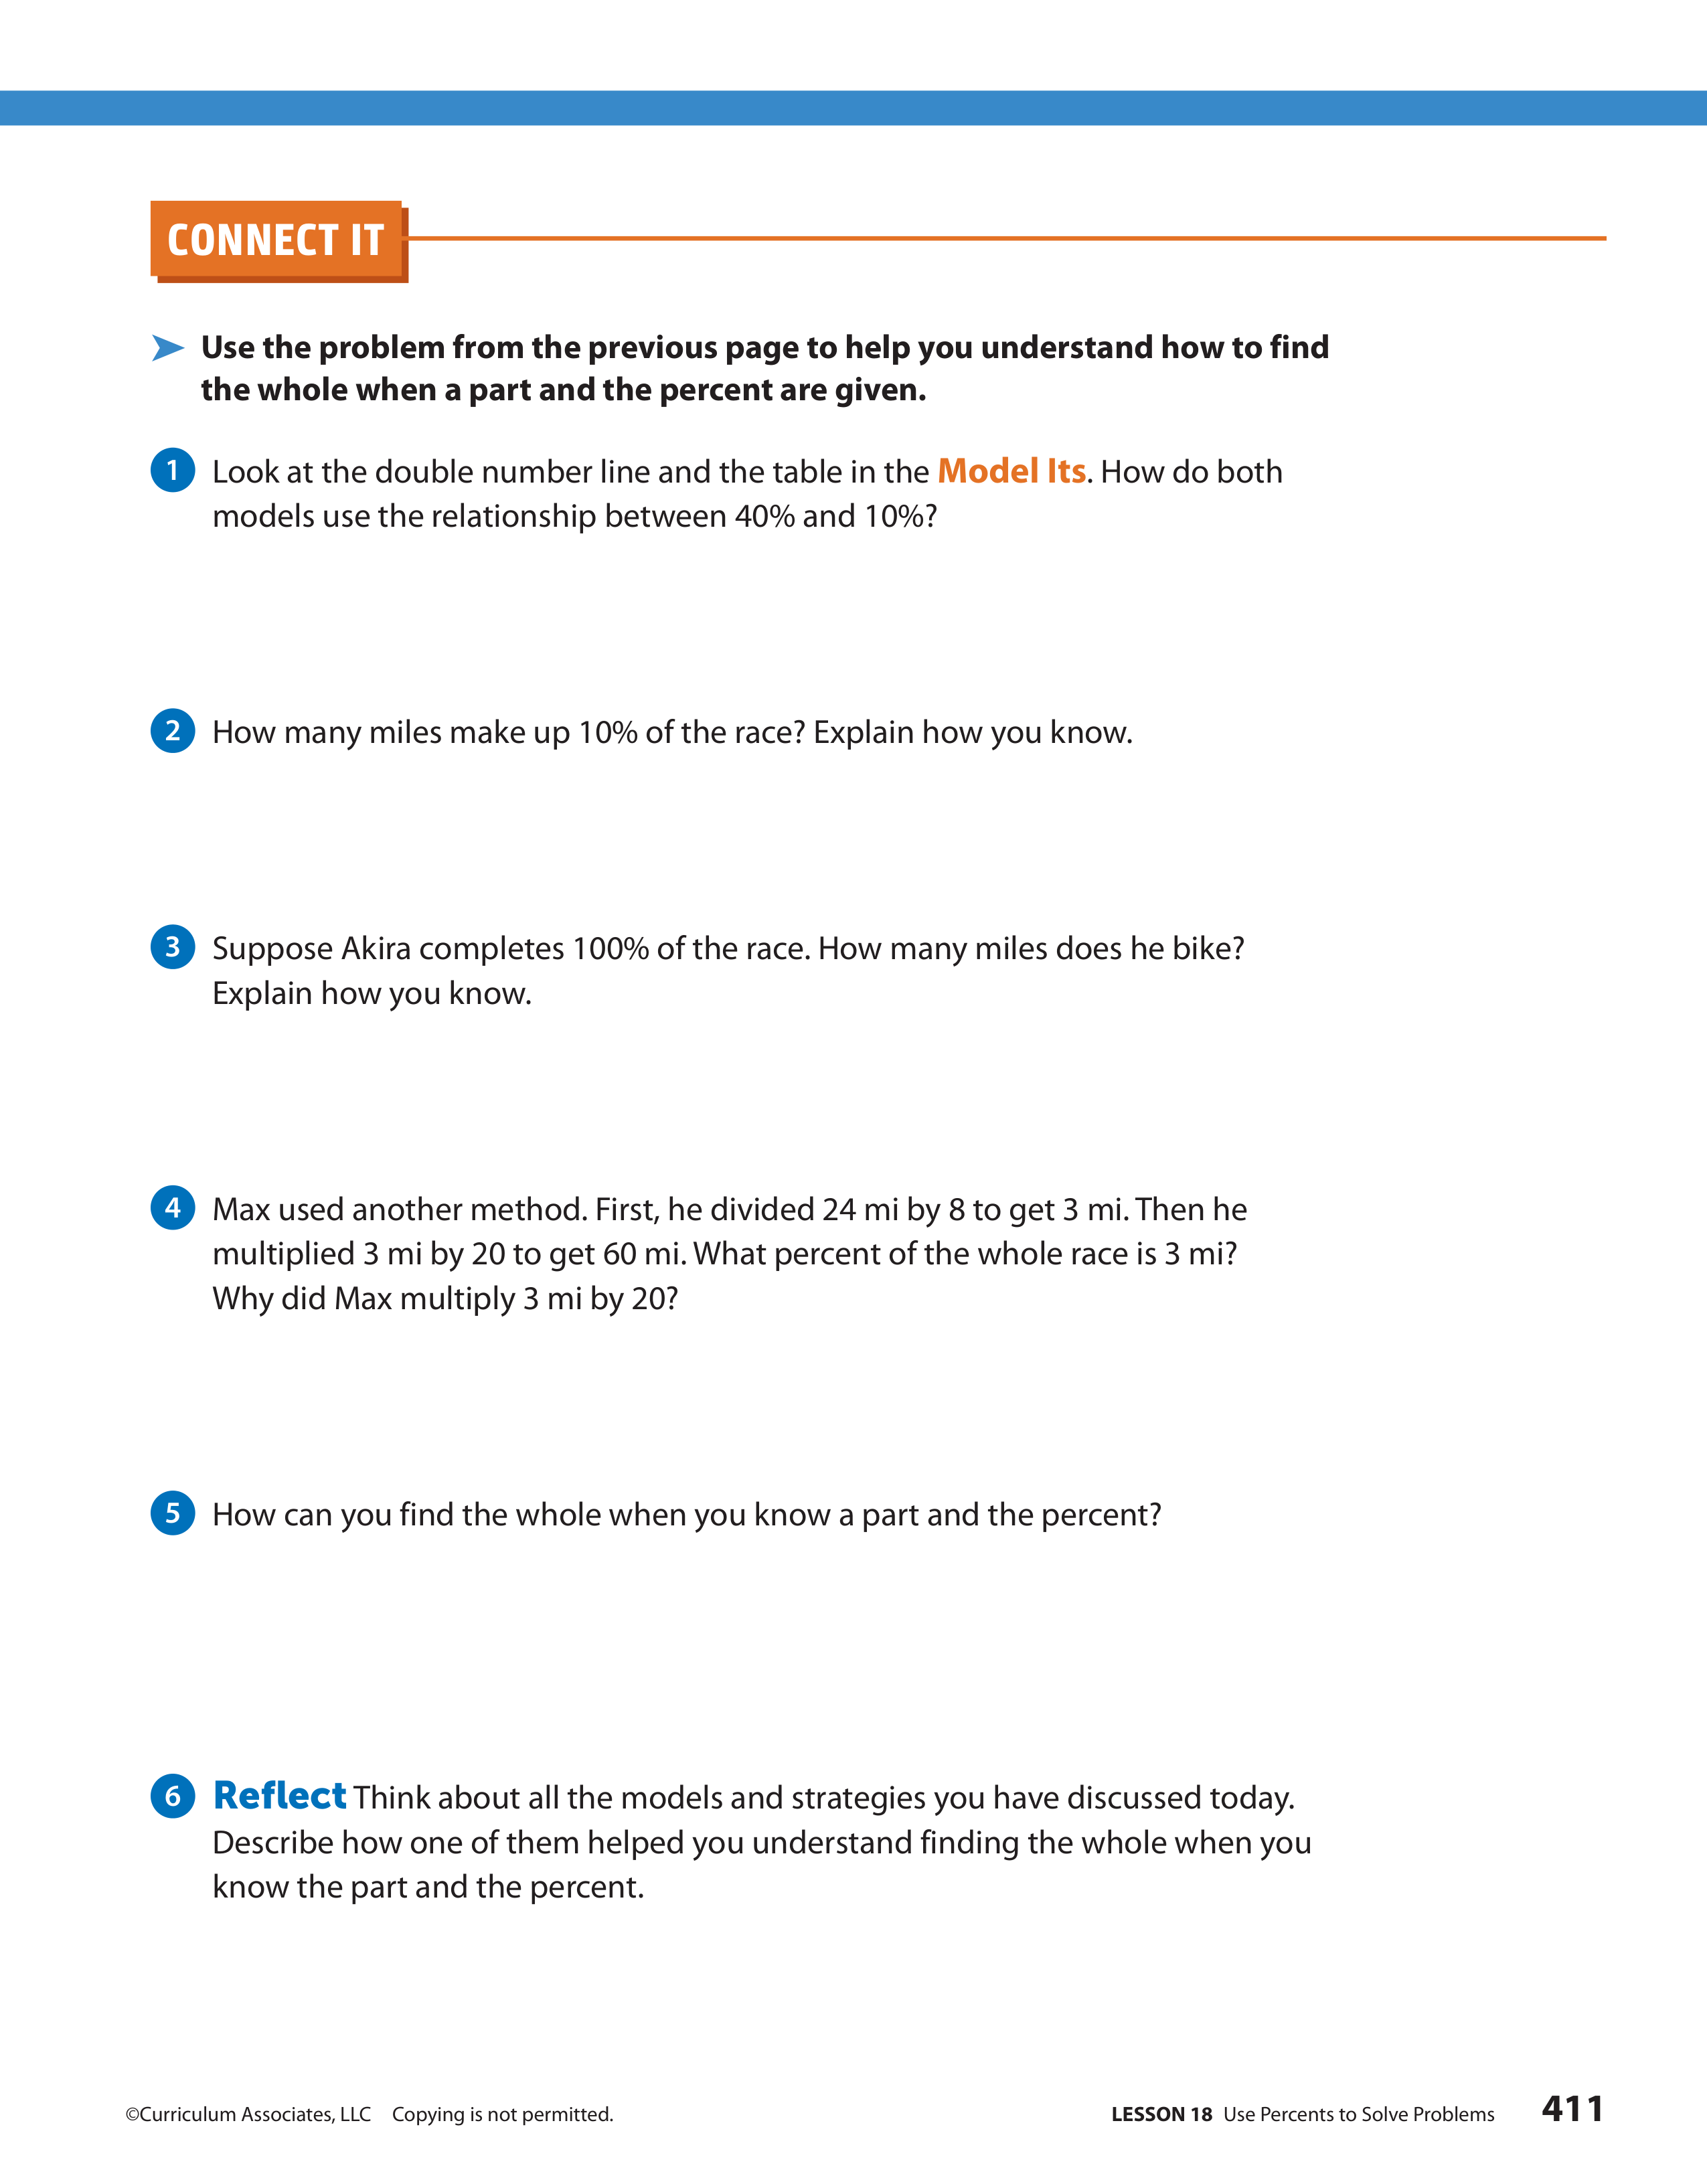 CONNECT IT
Use the problem from the previous page to help you understand how to find
the whole when a part and the percent are given.
1 Look at the double number line and the table in the Model Its. How do both
models use the relationship between 40% and 10%?
2 How many miles make up 10% of the race? Explain how you know.
3 Suppose Akira completes 100% of the race. How many miles does he bike?
Explain how you know.
4 Max used another method. First, he divided 24 mi by 8 to get 3 mi. Then he
multiplied 3 mi by 20 to get 60 mi. What percent of the whole race is 3 mi?
Why did Max multiply 3 mi by 20?
5 How can you find the whole when you know a part and the percent?
6 Reflect Think about all the models and strategies you have discussed today.
Describe how one of them helped you understand finding the whole when you
know the part and the percent.
©Curriculum Associates, LLC Copying is not permitted. LESSON 18 Use Percents to Solve Problems 411